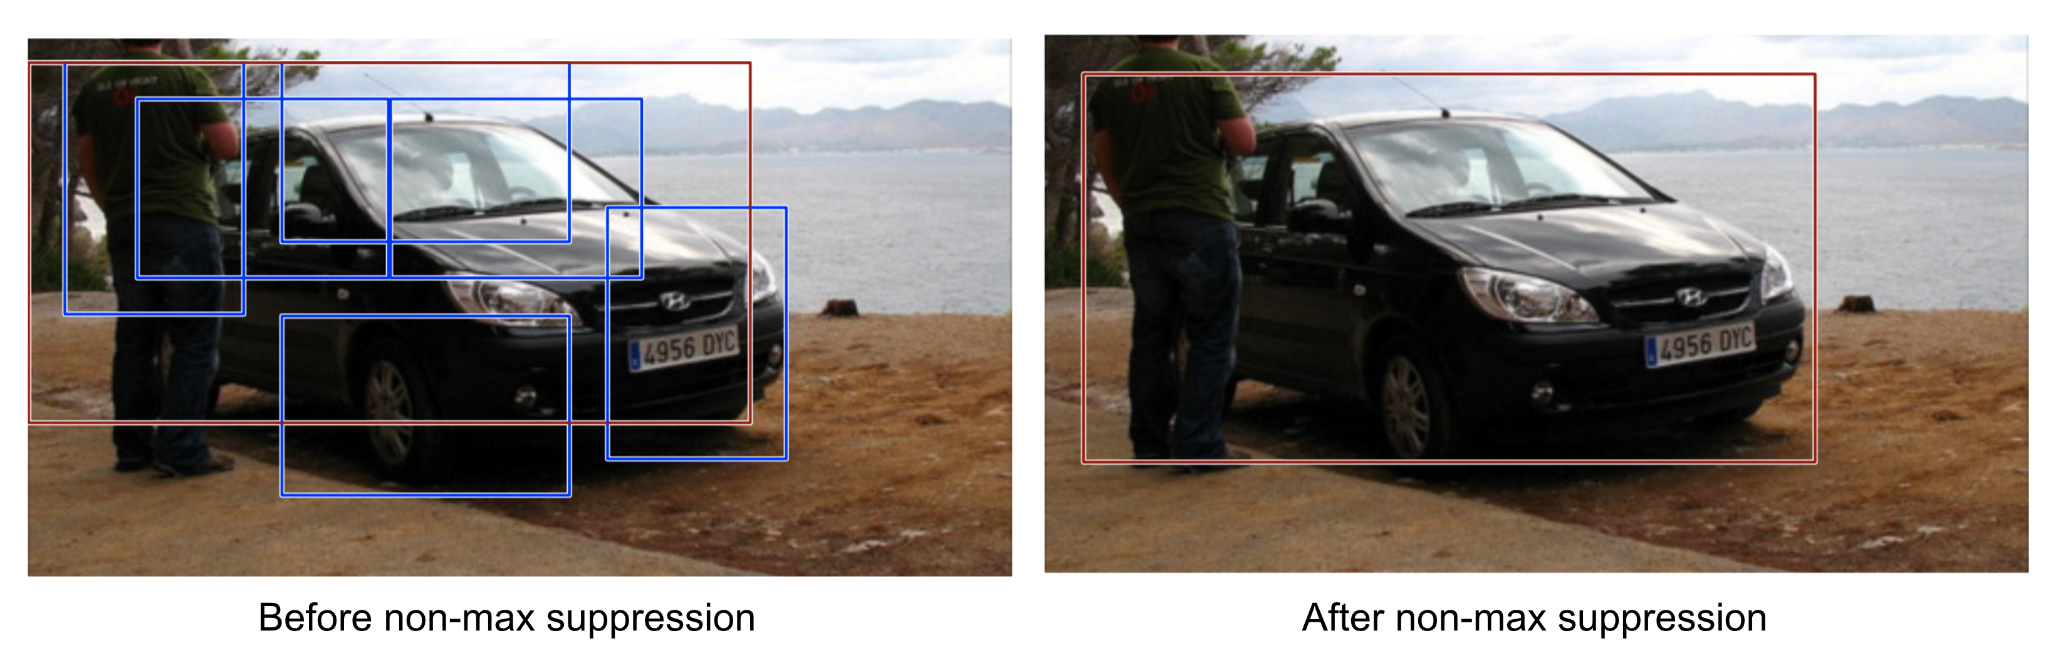 4956 DYC
4956 DYC
Before non-max suppression
After non-max suppression